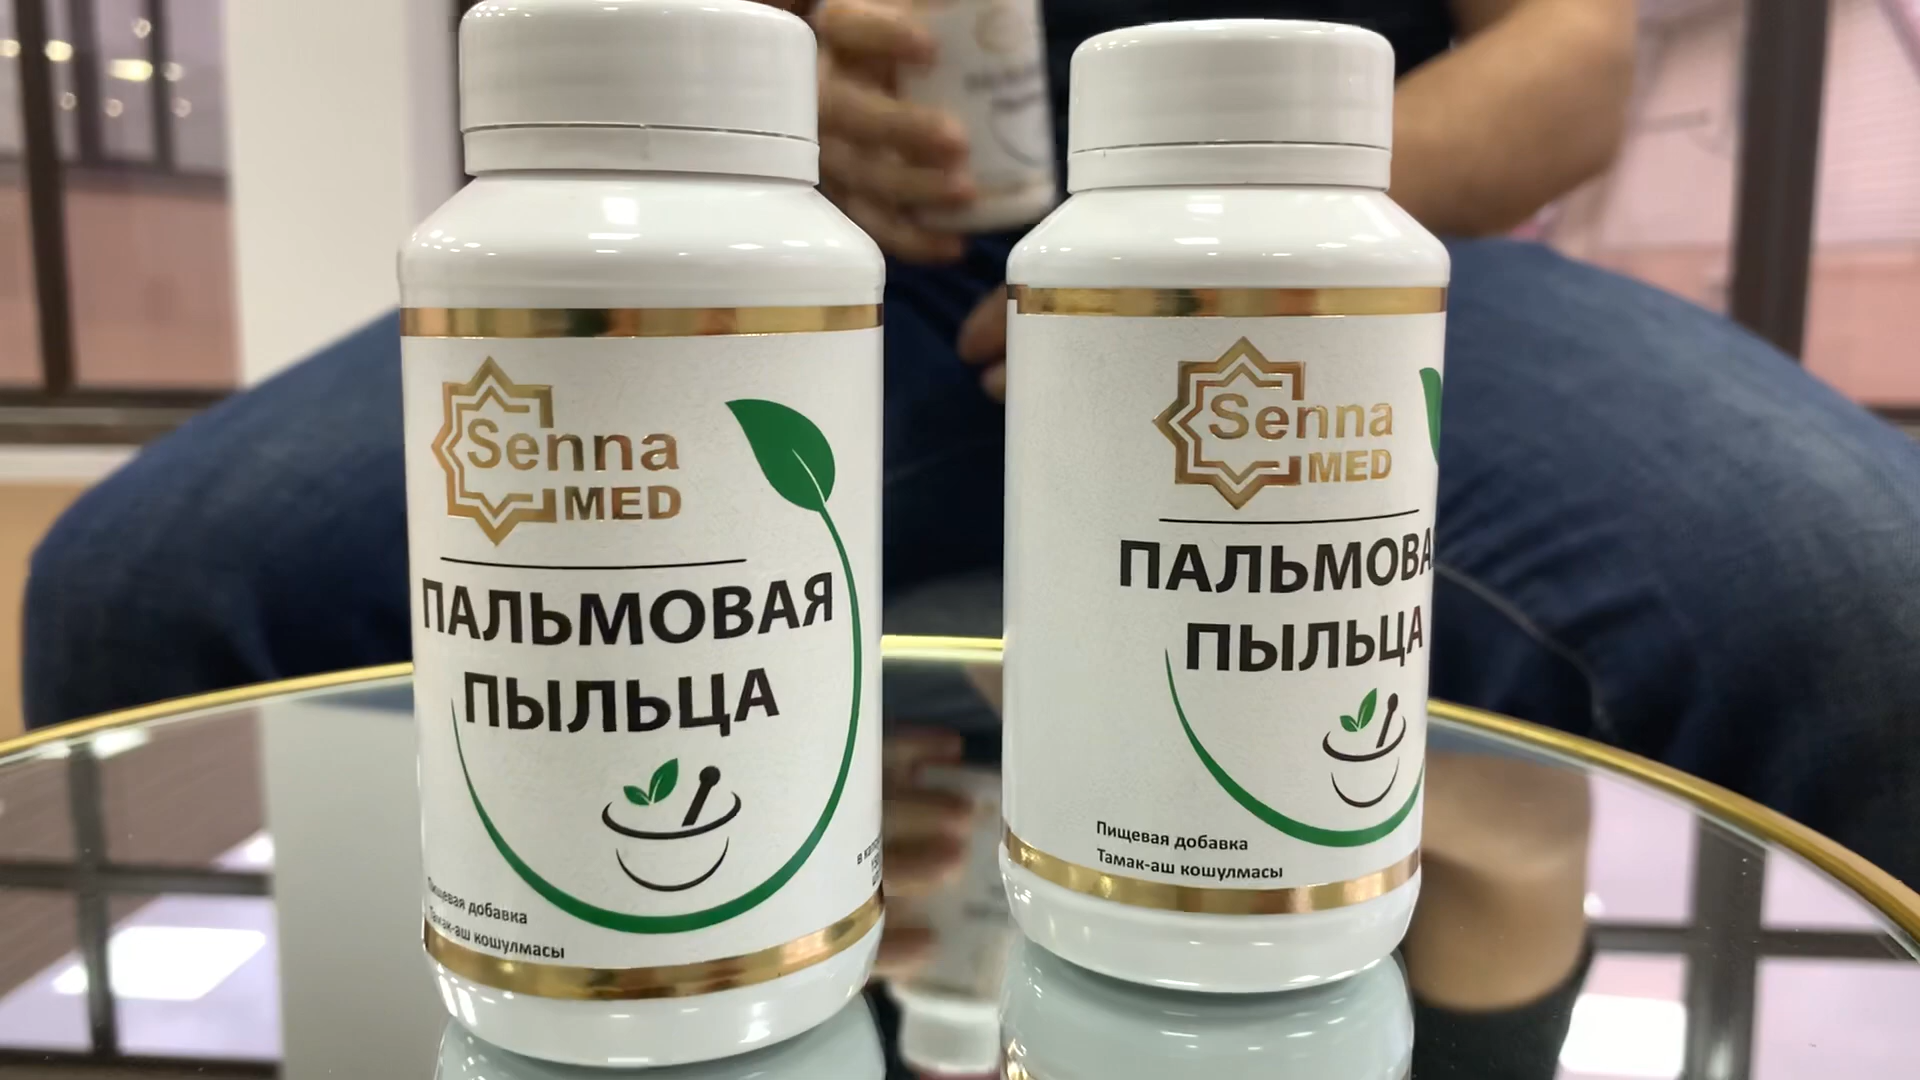 Senna
MED
ПАЛЬМОВАЯ
ПЫЛЬЦА
Пищевая добавка
Тамак-аш кошулмасы
Senna
MED
ПАЛЬМОВАЯ
ПЫЛЬЦА
Пищевая добавка
Тамак-аш кошулмасы